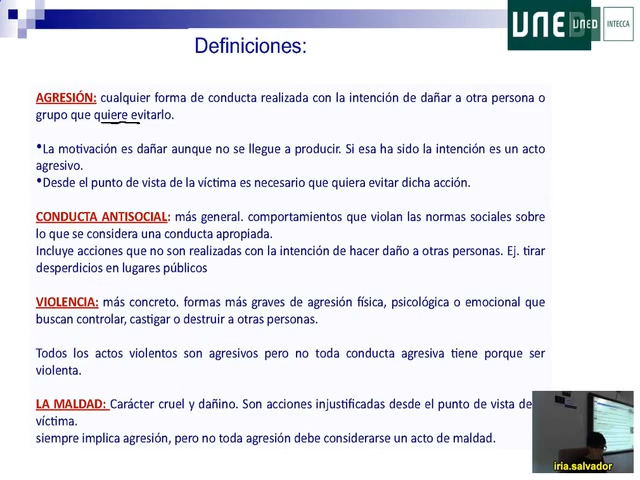 UNED
UNED
INTECCA
Definiciones:
AGRESIÓN: cualquier forma de conducta realizada con la intención de dañar a otra persona o
grupo que quiere evitarlo.
•La motivación es dañar aunque no se llegue a producir. Si esa ha sido la intención es un acto
agresivo.
•Desde el punto de vista de la víctima es necesario que quiera evitar dicha acción.
CONDUCTA ANTISOCIAL: más general. comportamientos que violan las normas sociales sobre
lo que se considera una conducta apropiada.
Incluye acciones que no son realizadas con la intención de hacer daño a otras personas. Ej. tirar
desperdicios en lugares públicos
VIOLENCIA: más concreto. formas más graves de agresión física, psicológica o emocional que
buscan controlar, castigar o destruir a otras personas.
Todos los actos violentos son agresivos pero no toda conducta agresiva tiene porque ser
violenta.
LA MALDAD: Carácter cruel y dañino. Son acciones injustificadas desde el punto de vista de
víctima.
siempre implica agresión, pero no toda agresión debe considerarse un acto de maldad.
iria.salvador